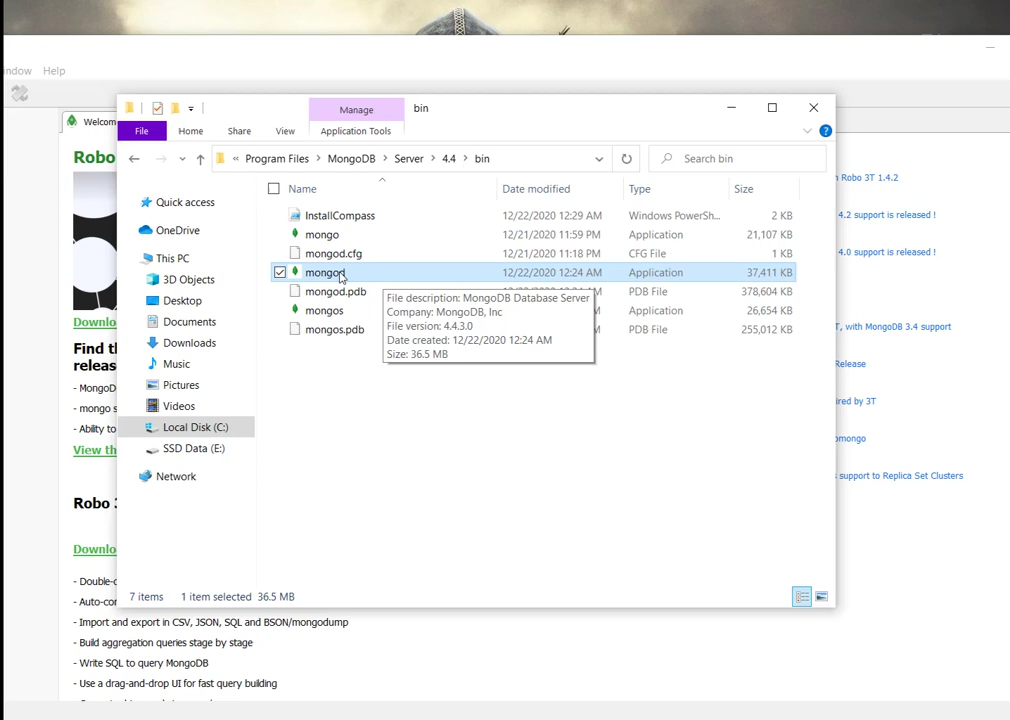 indow Help
Manage
bin
File Home Share View Application Tools
« Program Files > MongoDB > Server > 4.4 > bin
Search bin
Welcom
Robo
Name Date modified Type Size
Quick access
OneDrive
This PC
3D Objects
Desktop
Documents
Downloads
Music
Pictures
Videos
Local Disk (C:)
SSD Data (E:)
Network
InstallCompass 12/22/2020 12:29 AM Windows PowerSh... 2 KB
mongo 12/21/2020 11:59 PM Application 21,107 KB
mongod.cfg 12/21/2020 11:18 PM CFG File 1 KB
mongod 12/22/2020 12:24 AM Application 37,411 KB
mongod.pdb PDB File 378,604 KB
mongos Application 26,654 KB
mongos.pdb PDB File 255,012 KB
File description: MongoDB Database Server
Company: MongoDB, Inc
File version: 4.4.3.0
Date created: 12/22/2020 12:24 AM
Size: 36.5 MB
7 items 1 item selected 36.5 MB
Downlo
Find th
releas
- MongoD
- mongo s
- Ability to
View th
Robo 3
Downlo
- Double-c
- Auto-con
- Import and export in CSV, JSON, SQL and BSON/mongodump
- Build aggregation queries stage by stage
- Write SQL to query MongoDB
- Use a drag-and-drop UI for fast query building
Robo 3T 1.4.2
4.2 support is released !
4.0 support is released !
T, with MongoDB 3.4 support
Release
ired by 3T
omongo
s support to Replica Set Clusters